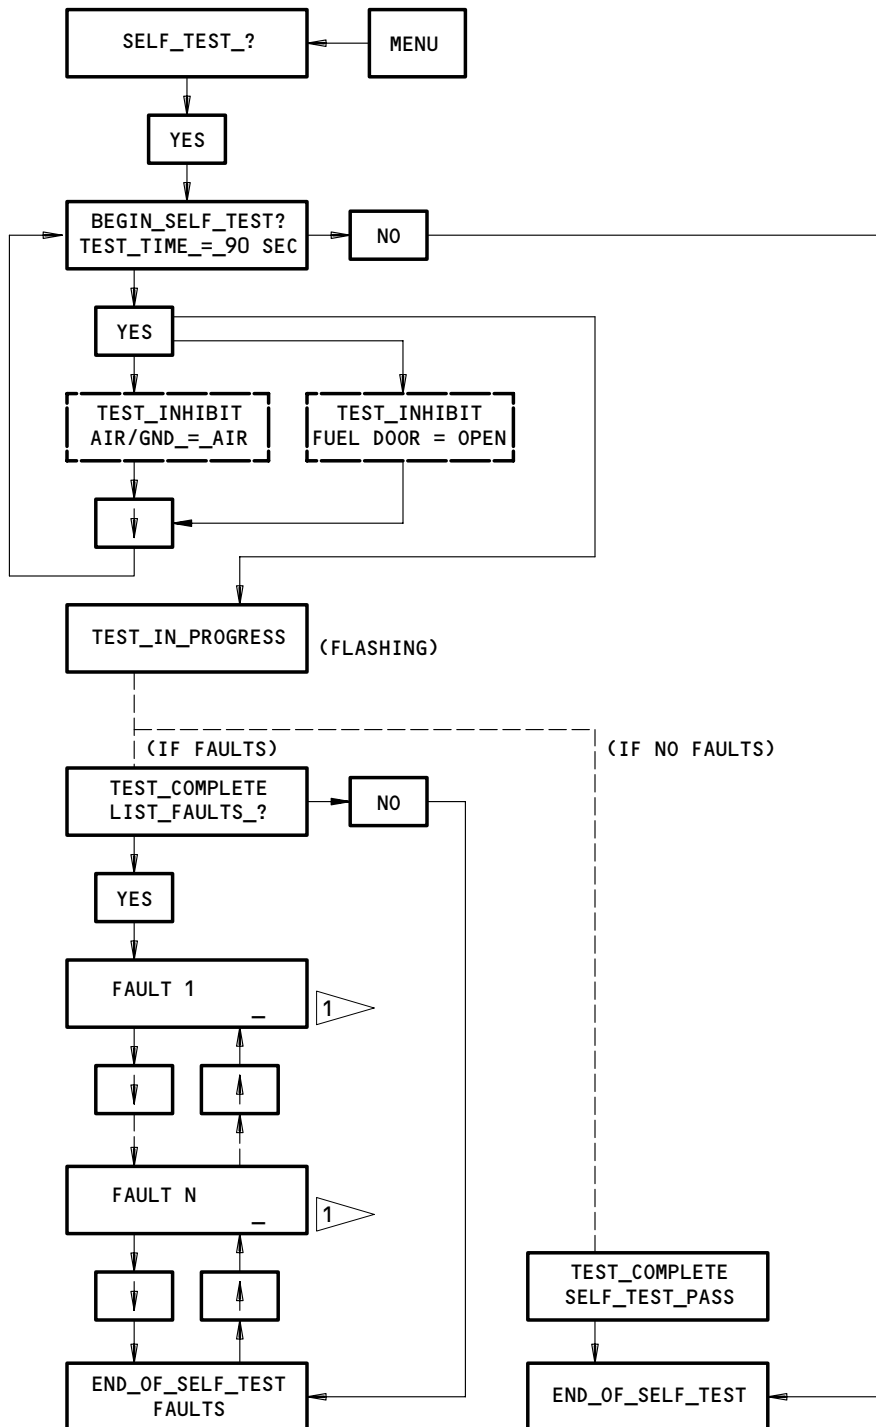 SELF_TEST_?
MENU
YES
BEGIN_SELF_TEST?
TEST_TIME_=_90 SEC
NO
YES
TEST_INHIBIT
AIR/GND_=_AIR
TEST_INHIBIT
FUEL DOOR = OPEN
TEST_IN_PROGRESS
(FLASHING)
(IF FAULTS)
(IF NO FAULTS)
TEST_COMPLETE
LIST_FAULTS_?
NO
YES
FAULT 1
_
1
FAULT N
_
1
TEST_COMPLETE
SELF_TEST_PASS
END_OF_SELF_TEST
FAULTS
END_OF_SELF_TEST